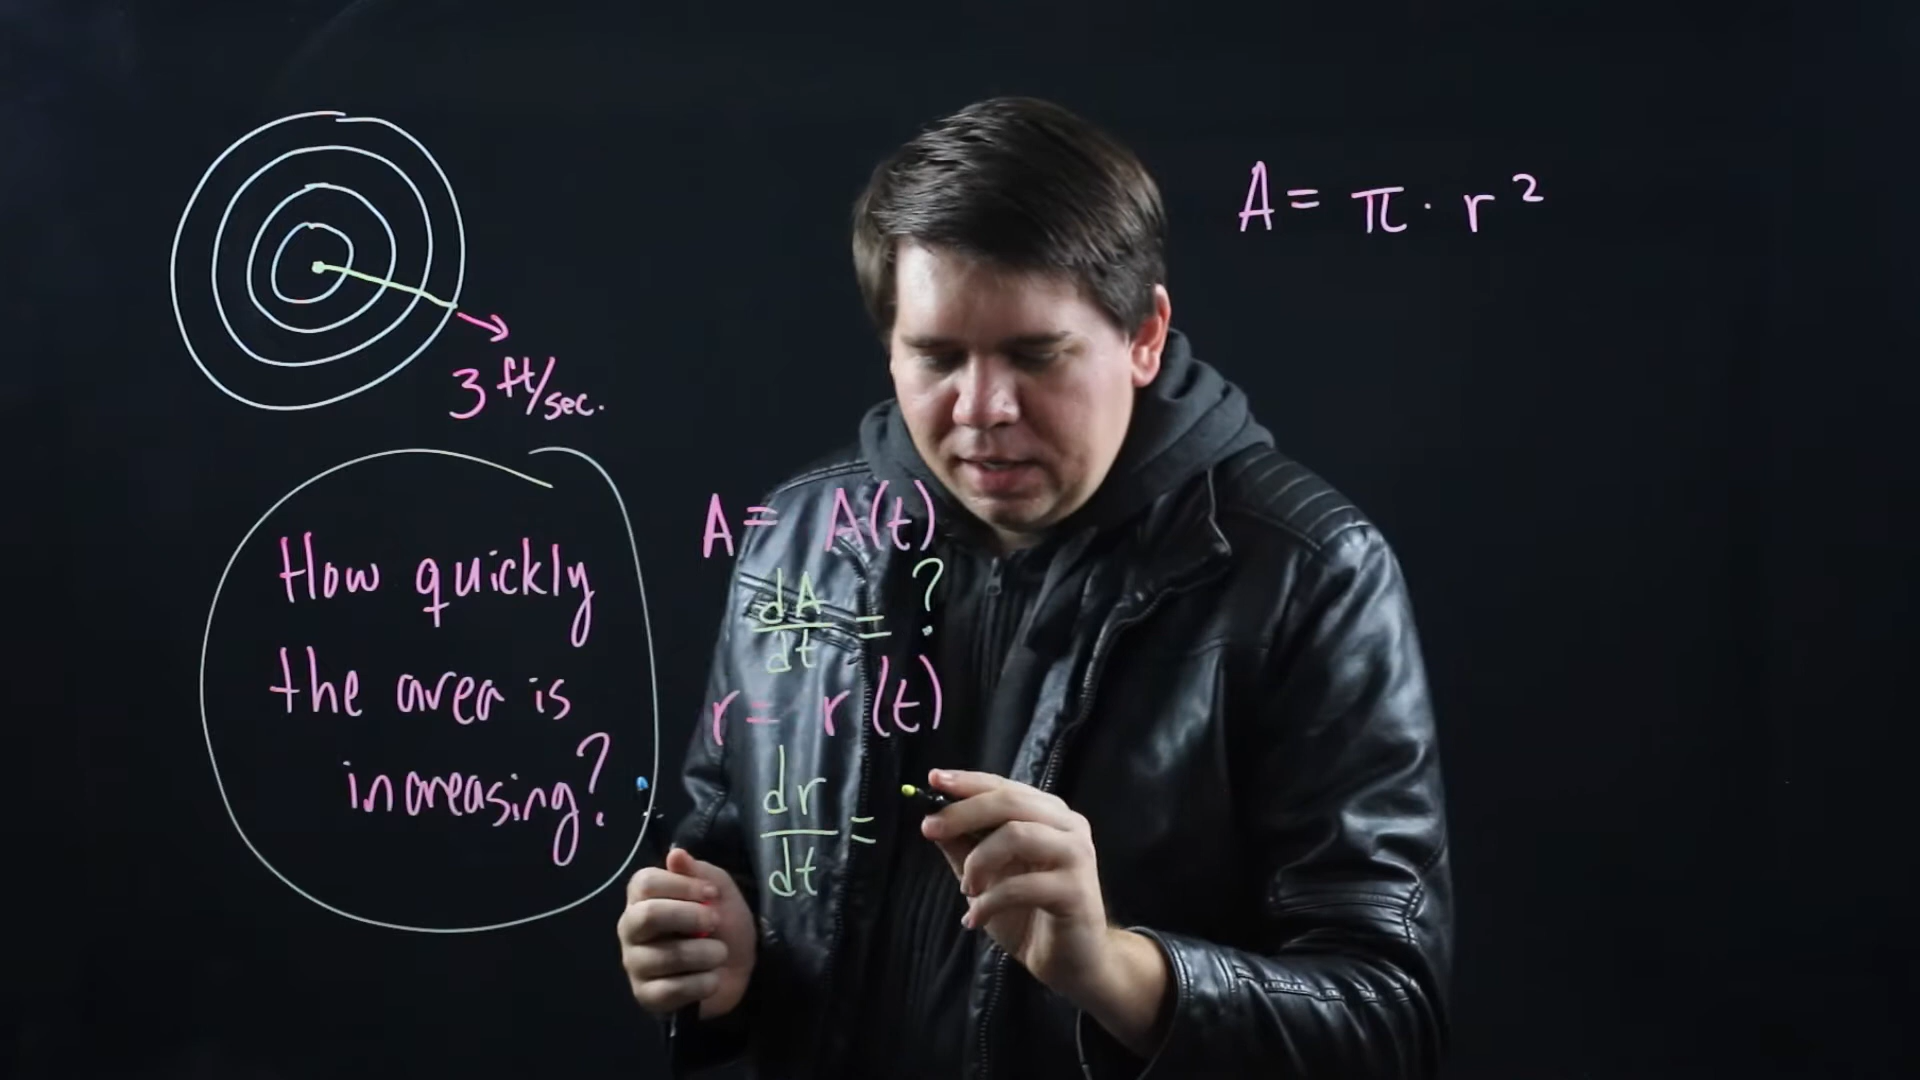 3 ft/sec.
How quickly
the area is
increasing?
A = A(t)
dA/dt = ?
r = r(t)
dr/dt =
A = π · r²